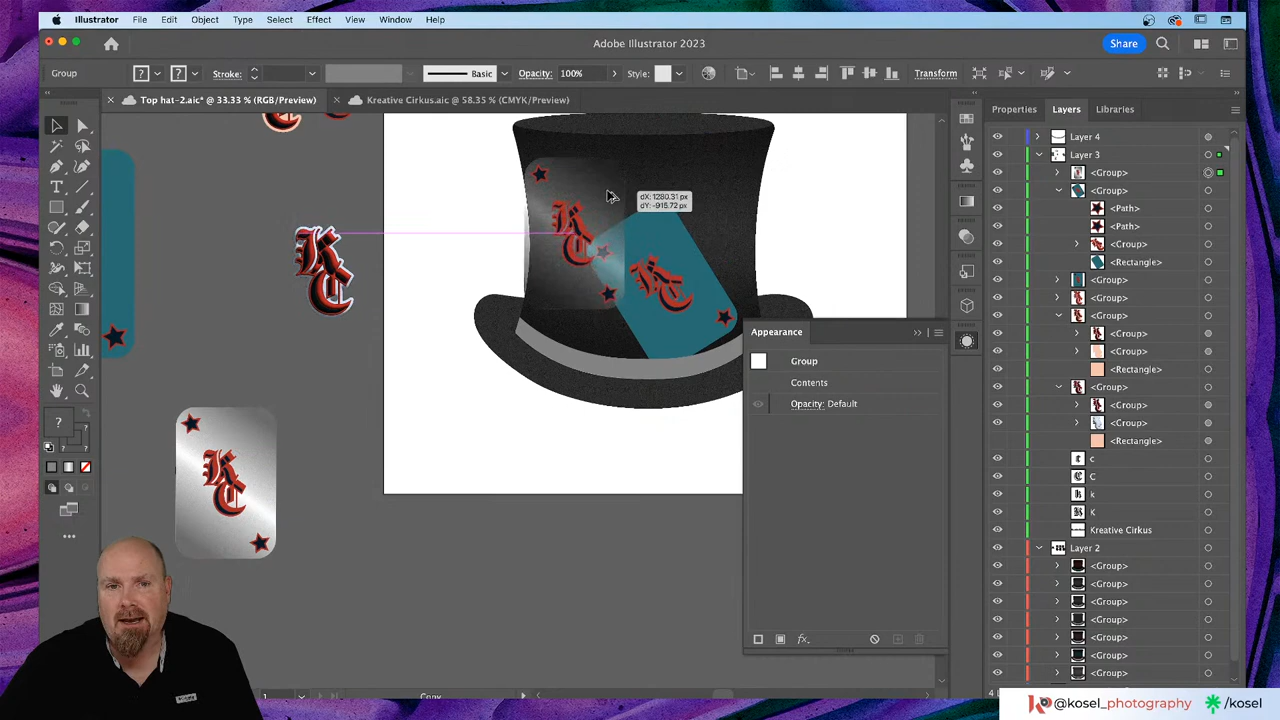 Illustrator File Edit Object Type Select Effect View Window Help
Adobe Illustrator 2023
Share
Group
Stroke:
Basic
Opacity: 100%
Style:
Transform
Top hat-2.aic* @ 33.33 % (RGB/Preview)
Kreative Cirkus.aic @ 58.35 % (CMYK/Preview)
Properties Layers Libraries
Layer 4
Layer 3
<Group>
<Group>
<Path>
<Path>
<Group>
<Rectangle>
<Group>
<Group>
<Group>
<Group>
<Group>
<Rectangle>
<Group>
<Group>
<Group>
<Rectangle>
c
C
k
K
Kreative Cirkus
Layer 2
<Group>
<Group>
<Group>
<Group>
<Group>
<Group>
<Group>
dX: 1280.31 px
dY: -915.72 px
K
C
K
C
K
C
K
C
Appearance
Group
Contents
Opacity: Default
fx.
T
?
1
Copy
@kosel_photography
/kosel